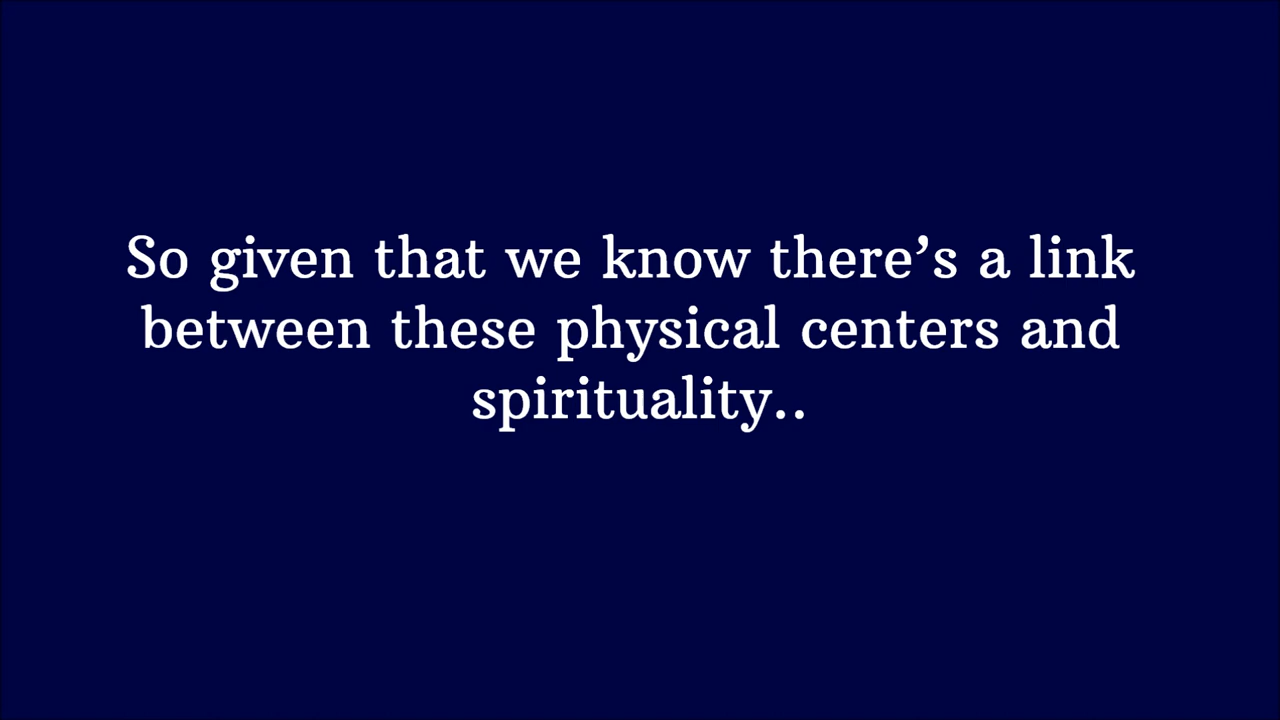 So given that we know there’s a link
between these physical centers and
spirituality..